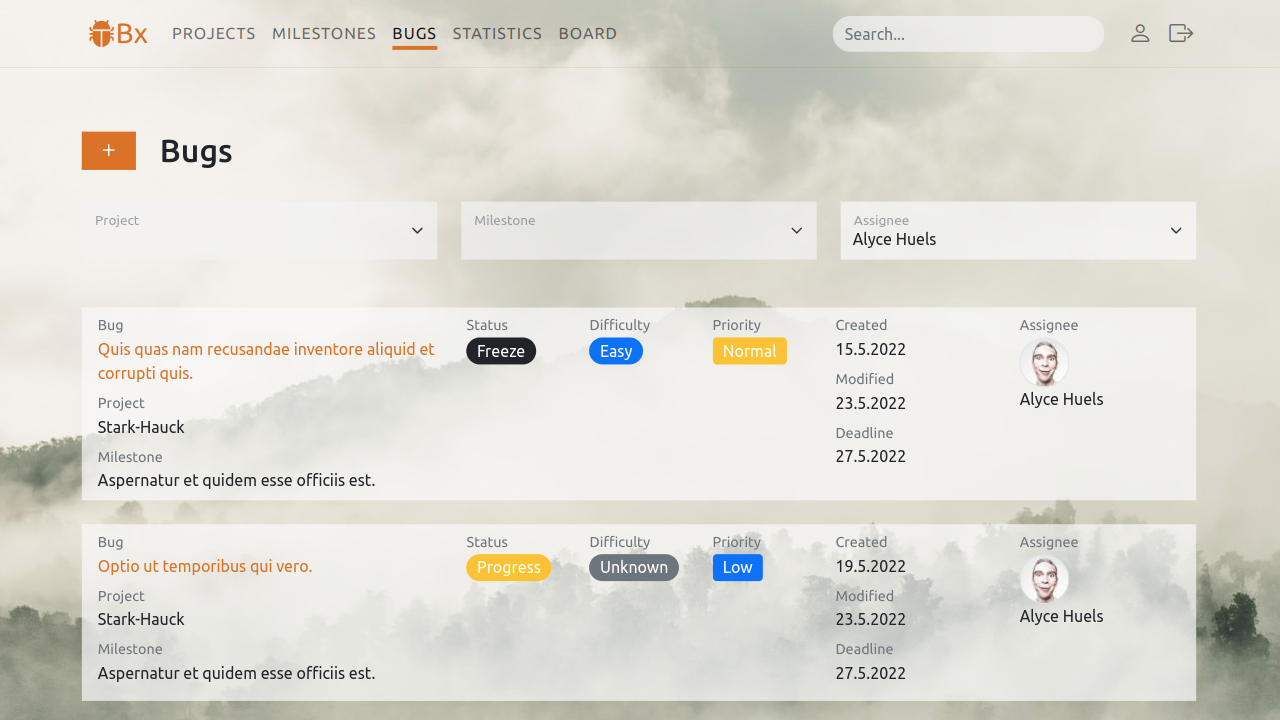 Bx PROJECTS MILESTONES BUGS STATISTICS BOARD Search...
+ Bugs
Project Milestone Assignee
Alyce Huels
Bug Status Difficulty Priority Created Assignee
Quis quas nam recusandae inventore aliquid et Freeze Easy Normal 15.5.2022
corrupti quis.
Modified
Project 23.5.2022 Alyce Huels
Stark-Hauck Deadline
Milestone 27.5.2022
Aspernatur et quidem esse officiis est.
Bug Status Difficulty Priority Created Assignee
Optio ut temporibus qui vero. Progress Unknown Low 19.5.2022
Project Modified
Stark-Hauck 23.5.2022 Alyce Huels
Milestone Deadline
Aspernatur et quidem esse officiis est. 27.5.2022